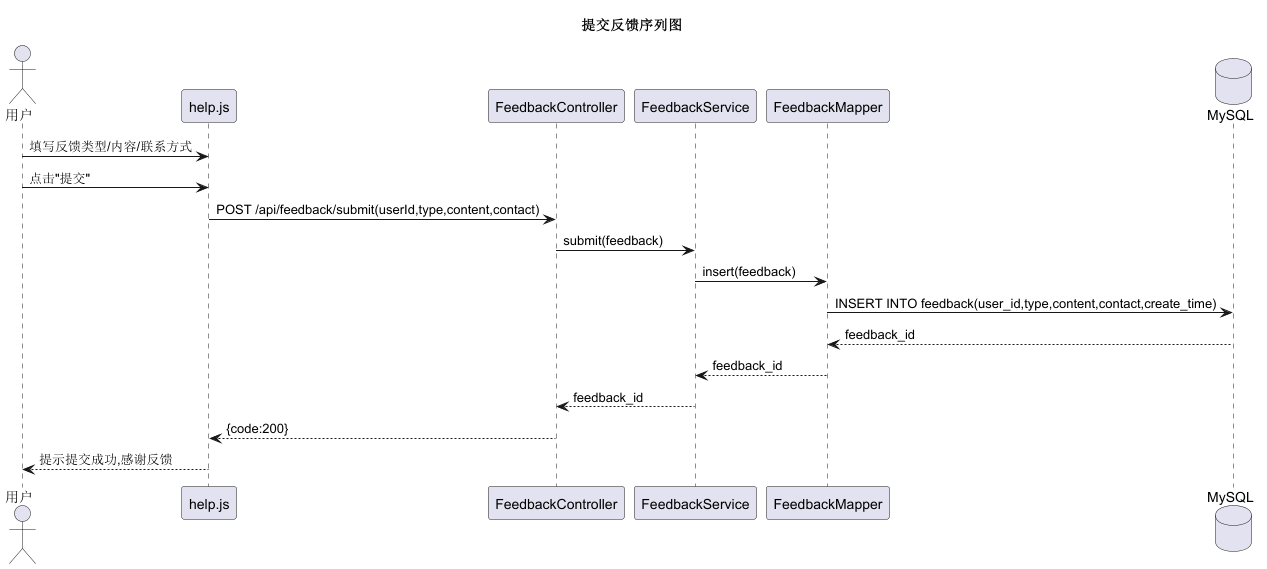 提交反馈序列图
用户
help.js
FeedbackController
FeedbackService
FeedbackMapper
MySQL
填写反馈类型/内容/联系方式
点击"提交"
POST /api/feedback/submit(userId,type,content,contact)
submit(feedback)
insert(feedback)
INSERT INTO feedback(user_id,type,content,contact,create_time)
feedback_id
feedback_id
feedback_id
{code:200}
提示提交成功,感谢反馈
用户
help.js
FeedbackController
FeedbackService
FeedbackMapper
MySQL